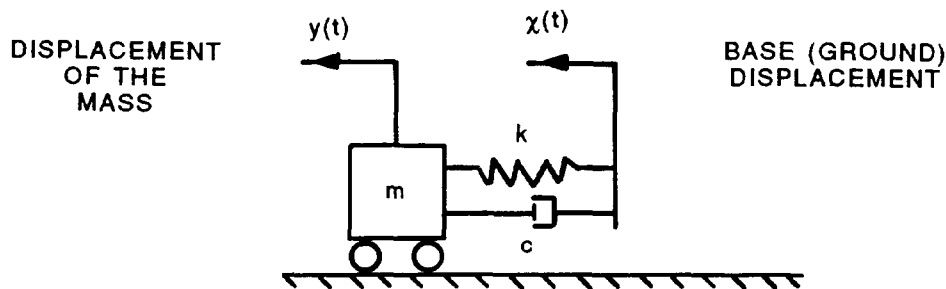 DISPLACEMENT
OF THE
MASS
y(t)
χ(t)
BASE (GROUND)
DISPLACEMENT
k
m
c